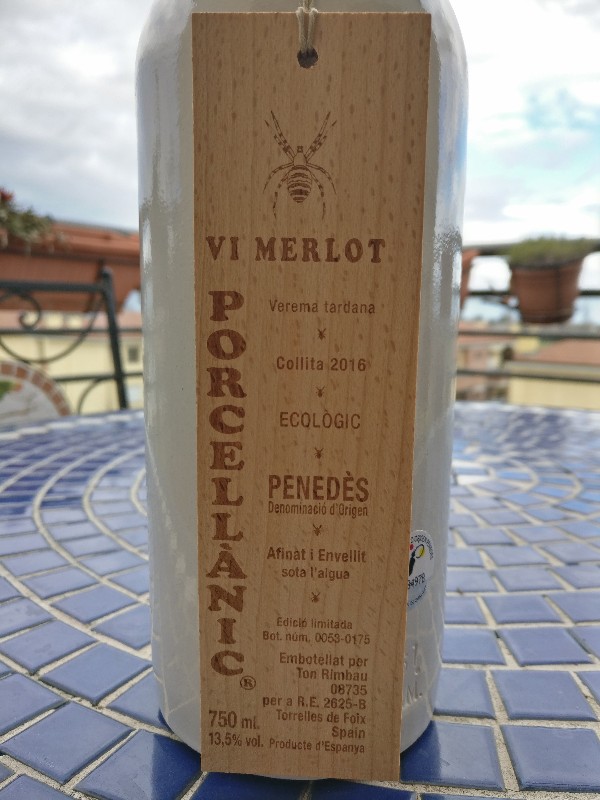 VI MERLOT
PORCELLÀNIC®
Verema tardana
Collita 2016
ECOLÒGIC
PENEDÈS
Denominació d'Origen
Afinat i Envellit
sota l'aigua
Edició limitada
Bot. núm. 0053-0175
Embotellat per
Ton Rimbau
08735
per a R.E. 2625-B
Torrelles de Foix
Spain
750 ml.
13,5% vol. Producte d'Espanya